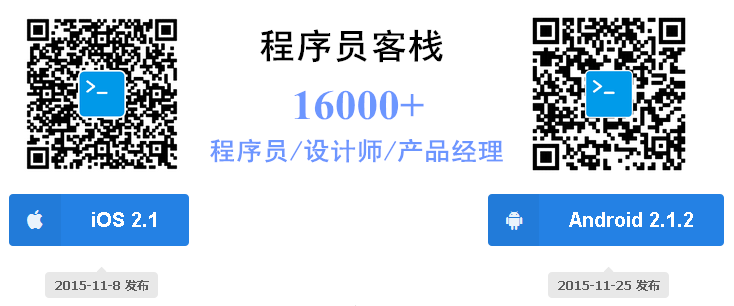 程序员客栈
16000+
程序员/设计师/产品经理
iOS 2.1
Android 2.1.2
2015-11-8 发布
2015-11-25 发布